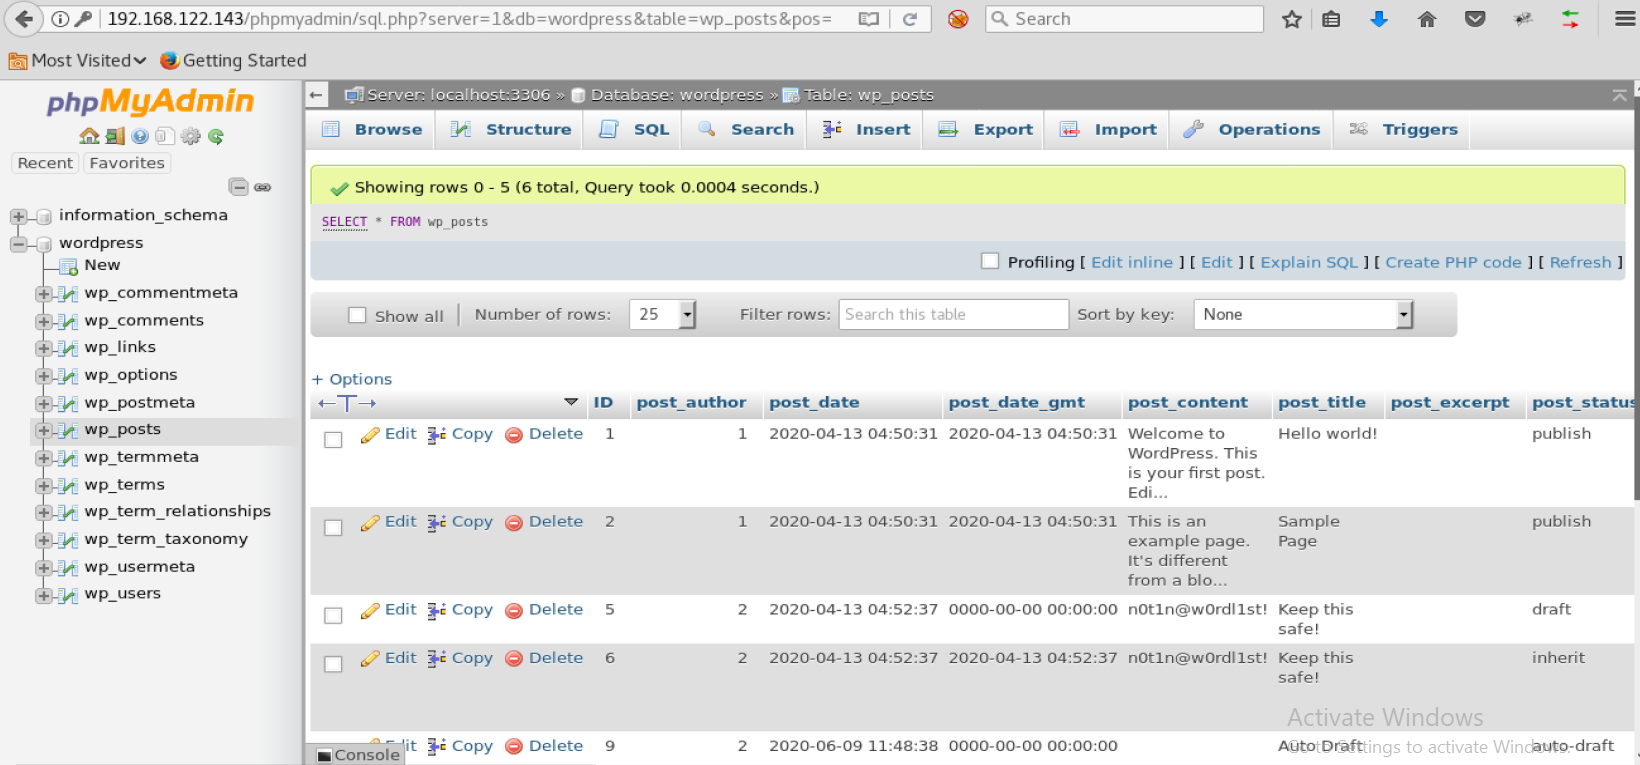 192.168.122.143/phpmyadmin/sql.php?server=1&db=wordpress&table=wp_posts&pos=
Search
Most Visited
Getting Started
phpMyAdmin
Recent
Favorites
information_schema
wordpress
New
wp_commentmeta
wp_comments
wp_links
wp_options
wp_postmeta
wp_posts
wp_termmeta
wp_terms
wp_term_relationships
wp_term_taxonomy
wp_usermeta
wp_users
Server: localhost:3306 » Database: wordpress » Table: wp_posts
Browse Structure SQL Search Insert Export Import Operations Triggers
Showing rows 0 - 5 (6 total, Query took 0.0004 seconds.)
SELECT * FROM wp_posts
Profiling [ Edit inline ] [ Edit ] [ Explain SQL ] [ Create PHP code ] [ Refresh ]
Show all Number of rows: 25 Filter rows: Search this table Sort by key: None
+ Options
←T→ ID post_author post_date post_date_gmt post_content post_title post_excerpt post_status
Edit Copy Delete 1 1 2020-04-13 04:50:31 2020-04-13 04:50:31 Welcome to Hello world! publish
WordPress. This
is your first post.
Edi...
Edit Copy Delete 2 1 2020-04-13 04:50:31 2020-04-13 04:50:31 This is an Sample publish
example page. Page
It's different
from a blo...
Edit Copy Delete 5 2 2020-04-13 04:52:37 0000-00-00 00:00:00 n0t1n@w0rdl1st! Keep this draft
safe!
Edit Copy Delete 6 2 2020-04-13 04:52:37 2020-04-13 04:52:37 n0t1n@w0rdl1st! Keep this inherit
safe!
Activate Windows
Edit Copy Delete 9 2 2020-06-09 11:48:38 0000-00-00 00:00:00 Auto Draft auto-draft
Go to Settings to activate Windows.
Console